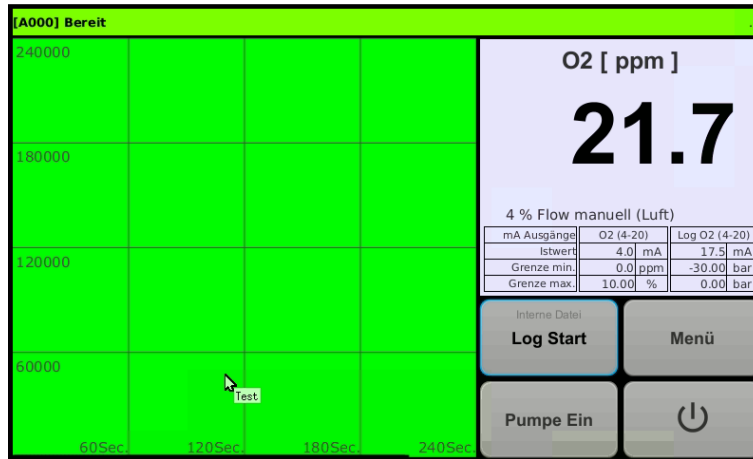 [A000] Bereit
240000
180000
120000
60000
60Sec.
120Sec.
180Sec.
240Sec.
Test
O2 [ ppm ]
21.7
4 % Flow manuell (Luft)
mA Ausgänge O2 (4-20) Log O2 (4-20)
Istwert 4.0 mA 17.5 mA
Grenze min. 0.0 ppm -30.00 bar
Grenze max. 10.00 % 0.00 bar
Interne Datei
Log Start
Menü
Pumpe Ein